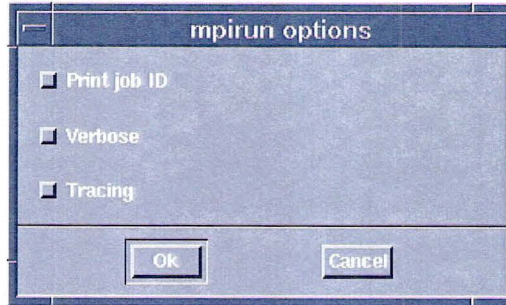 mpirun options
Print job ID
Verbose
Tracing
Ok
Cancel